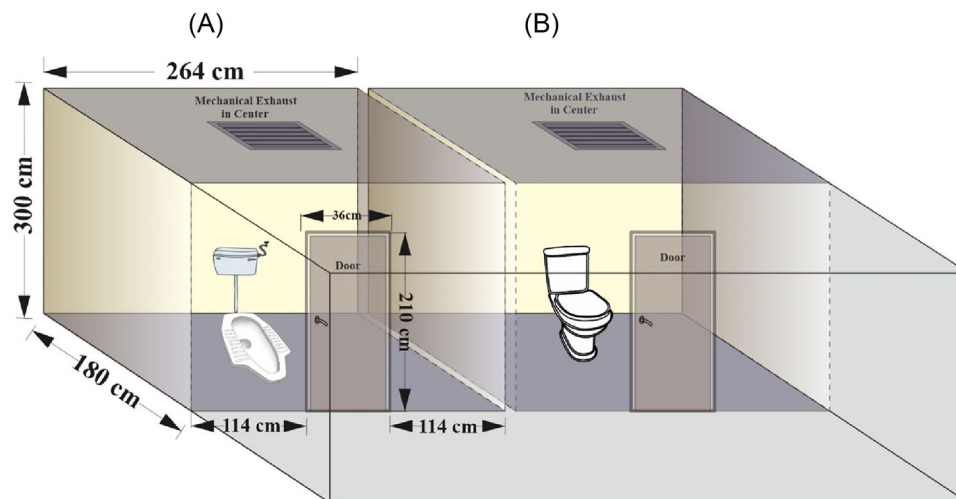 (A)
(B)
264 cm
Mechanical Exhaust
in Center
Mechanical Exhaust
in Center
300 cm
36cm
Door
Door
210 cm
180 cm
114 cm
114 cm